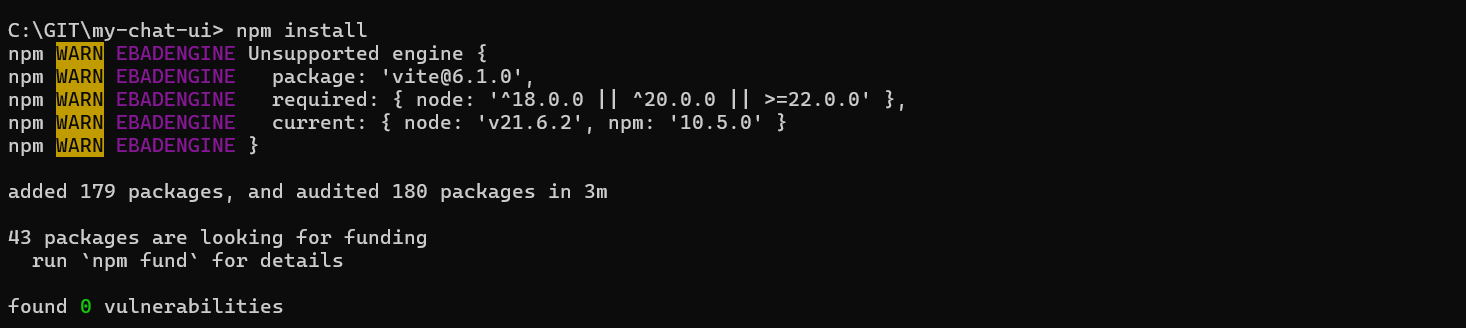 C:\GIT\my-chat-ui> npm install
npm WARN EBADENGINE Unsupported engine {
npm WARN EBADENGINE   package: 'vite@6.1.0',
npm WARN EBADENGINE   required: { node: '^18.0.0 || ^20.0.0 || >=22.0.0' },
npm WARN EBADENGINE   current: { node: 'v21.6.2', npm: '10.5.0' }
npm WARN EBADENGINE }

added 179 packages, and audited 180 packages in 3m

43 packages are looking for funding
  run `npm fund` for details

found 0 vulnerabilities